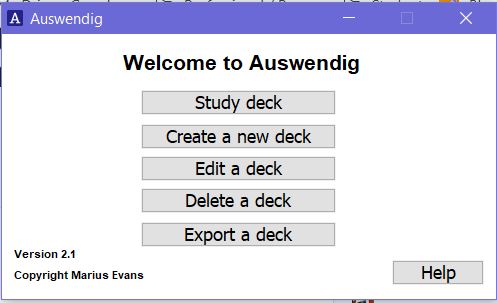 A Auswendig
Welcome to Auswendig
Study deck
Create a new deck
Edit a deck
Delete a deck
Export a deck
Version 2.1
Copyright Marius Evans
Help